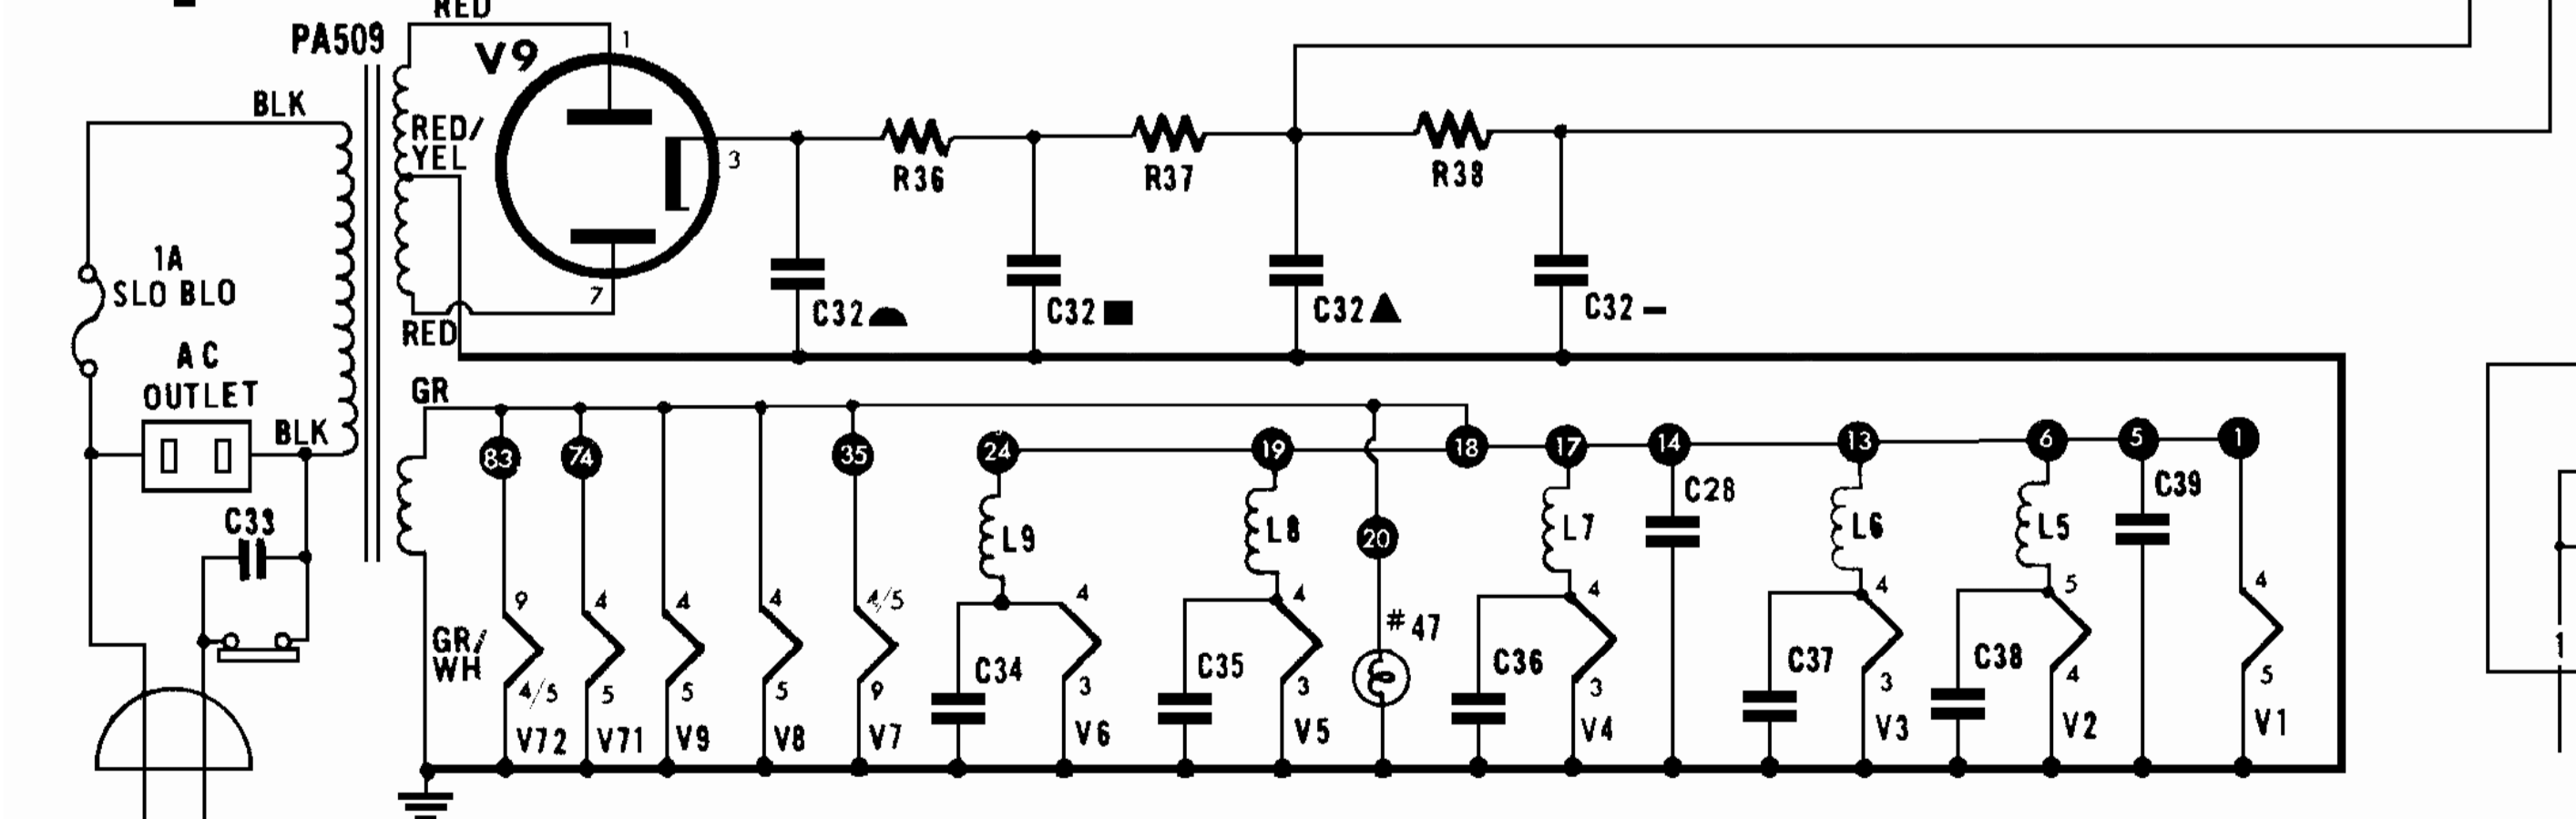 RED
PA509
V9
1
BLK
RED/
YEL
3
R36
R37
R38
1A
SLO BLO
7
C32
C32
C32
C32
RED
AC
OUTLET
GR
BLK
83
74
35
24
19
18
17
14
13
6
5
1
C33
L9
L8
20
L7
C28
L6
L5
C39
9
4
4
4
4/5
4
4
#47
4
4
5
4
GR/
WH
4/5
5
5
5
9
C34
3
C35
3
C36
3
C37
3
C38
4
5
1
V72
V71
V9
V8
V7
V6
V5
V4
V3
V2
V1